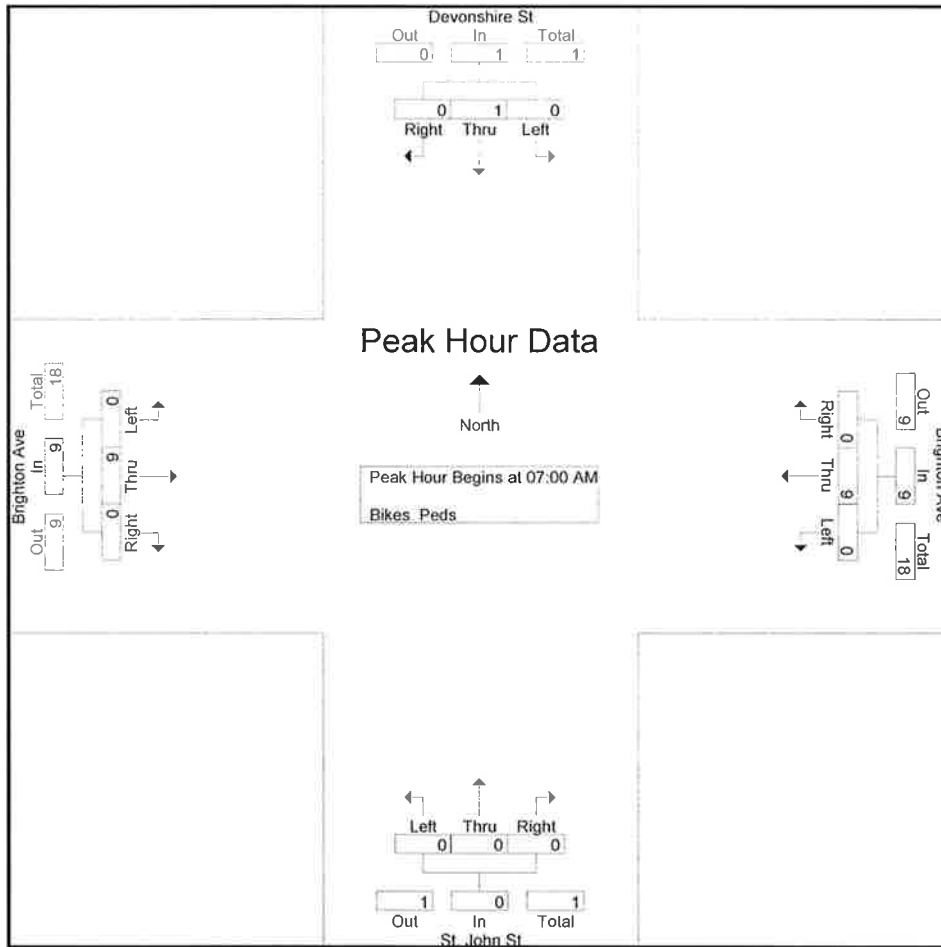 Devonshire St
Out In Total
0 1 1
0 1 0
Right Thru Left
Peak Hour Data
North
Peak Hour Begins at 07:00 AM
Bikes Peds
Brighton Ave
Total In Out
18 9 9
0 9 0
Left Thru Right
Right Thru Left
0 9 0
Out In Total
9 9 18
Brighton Ave
Left Thru Right
0 0 0
1 0 1
Out In Total
St. John St